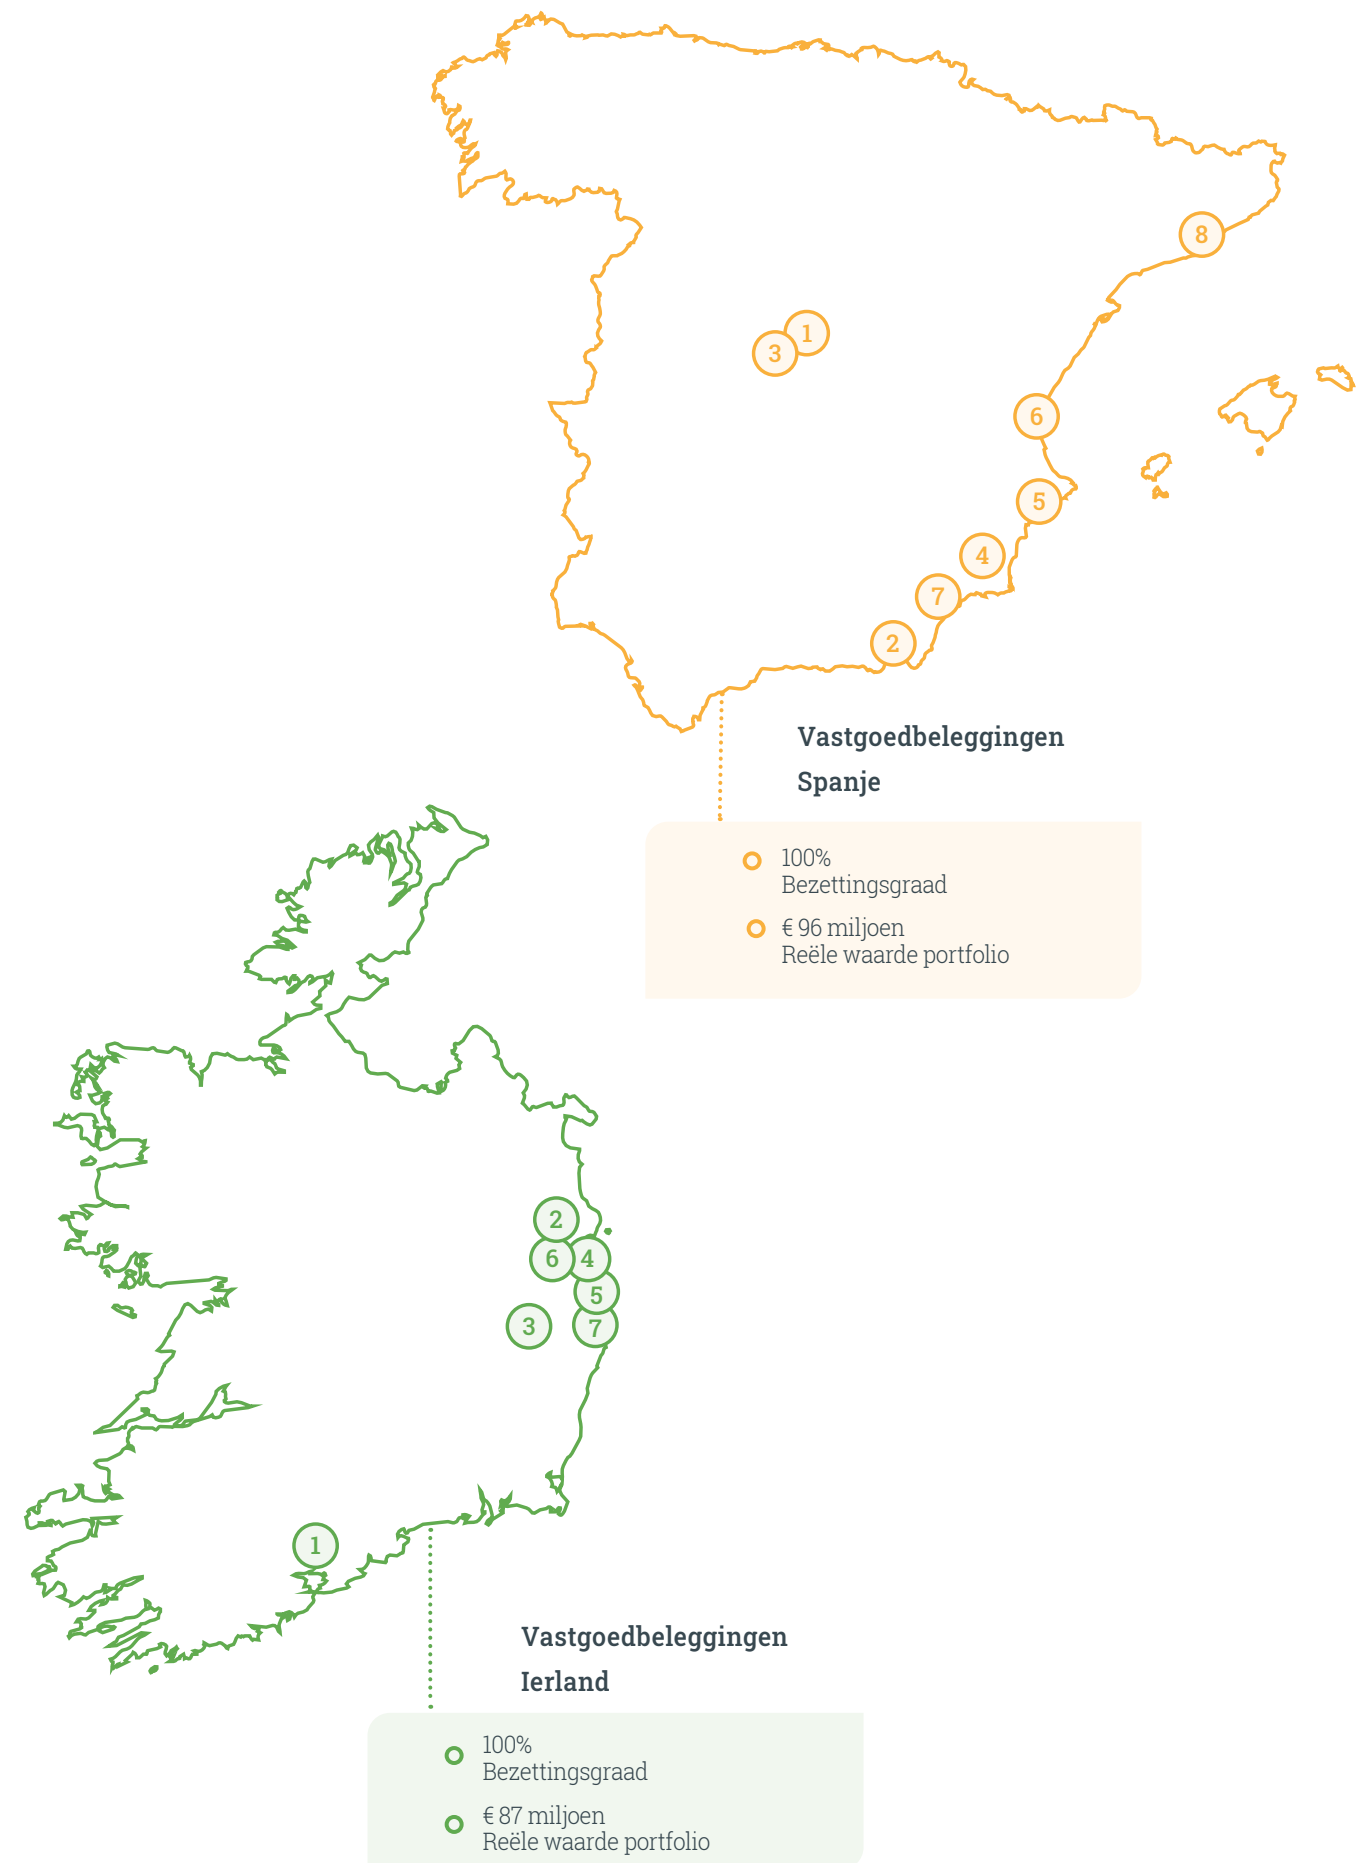 8
1
3
6
5
4
7
2
Vastgoedbeleggingen
Spanje
100%
Bezettingsgraad
€ 96 miljoen
Reële waarde portfolio
2
6
4
5
3
7
1
Vastgoedbeleggingen
Ierland
100%
Bezettingsgraad
€ 87 miljoen
Reële waarde portfolio